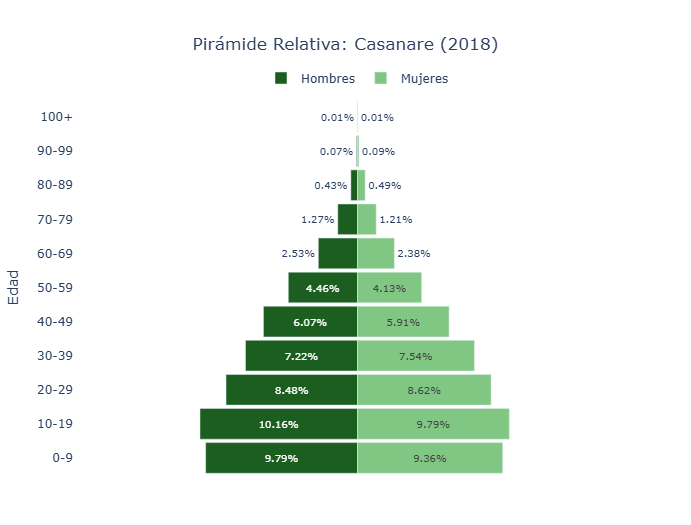 Pirámide Relativa: Casanare (2018)
Hombres Mujeres
100+ 0.01% 0.01%
90-99 0.07% 0.09%
80-89 0.43% 0.49%
70-79 1.27% 1.21%
60-69 2.53% 2.38%
50-59 4.46% 4.13%
40-49 6.07% 5.91%
30-39 7.22% 7.54%
20-29 8.48% 8.62%
10-19 10.16% 9.79%
0-9 9.79% 9.36%
Edad